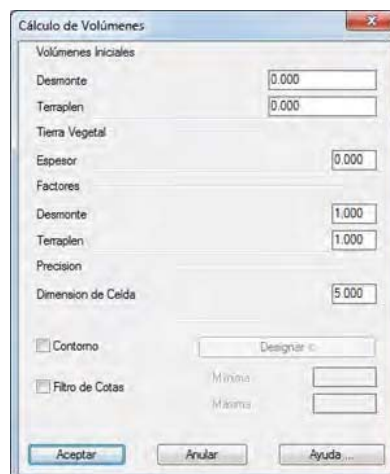 Cálculo de Volúmenes
Volúmenes Iniciales
Desmonte 0.000
Terraplen 0.000
Tierra Vegetal
Espesor 0.000
Factores
Desmonte 1.000
Terraplen 1.000
Precision
Dimension de Celda 5.000
Contorno Designar <
Filtro de Cotas Mínima
Máxima
Aceptar Anular Ayuda ...